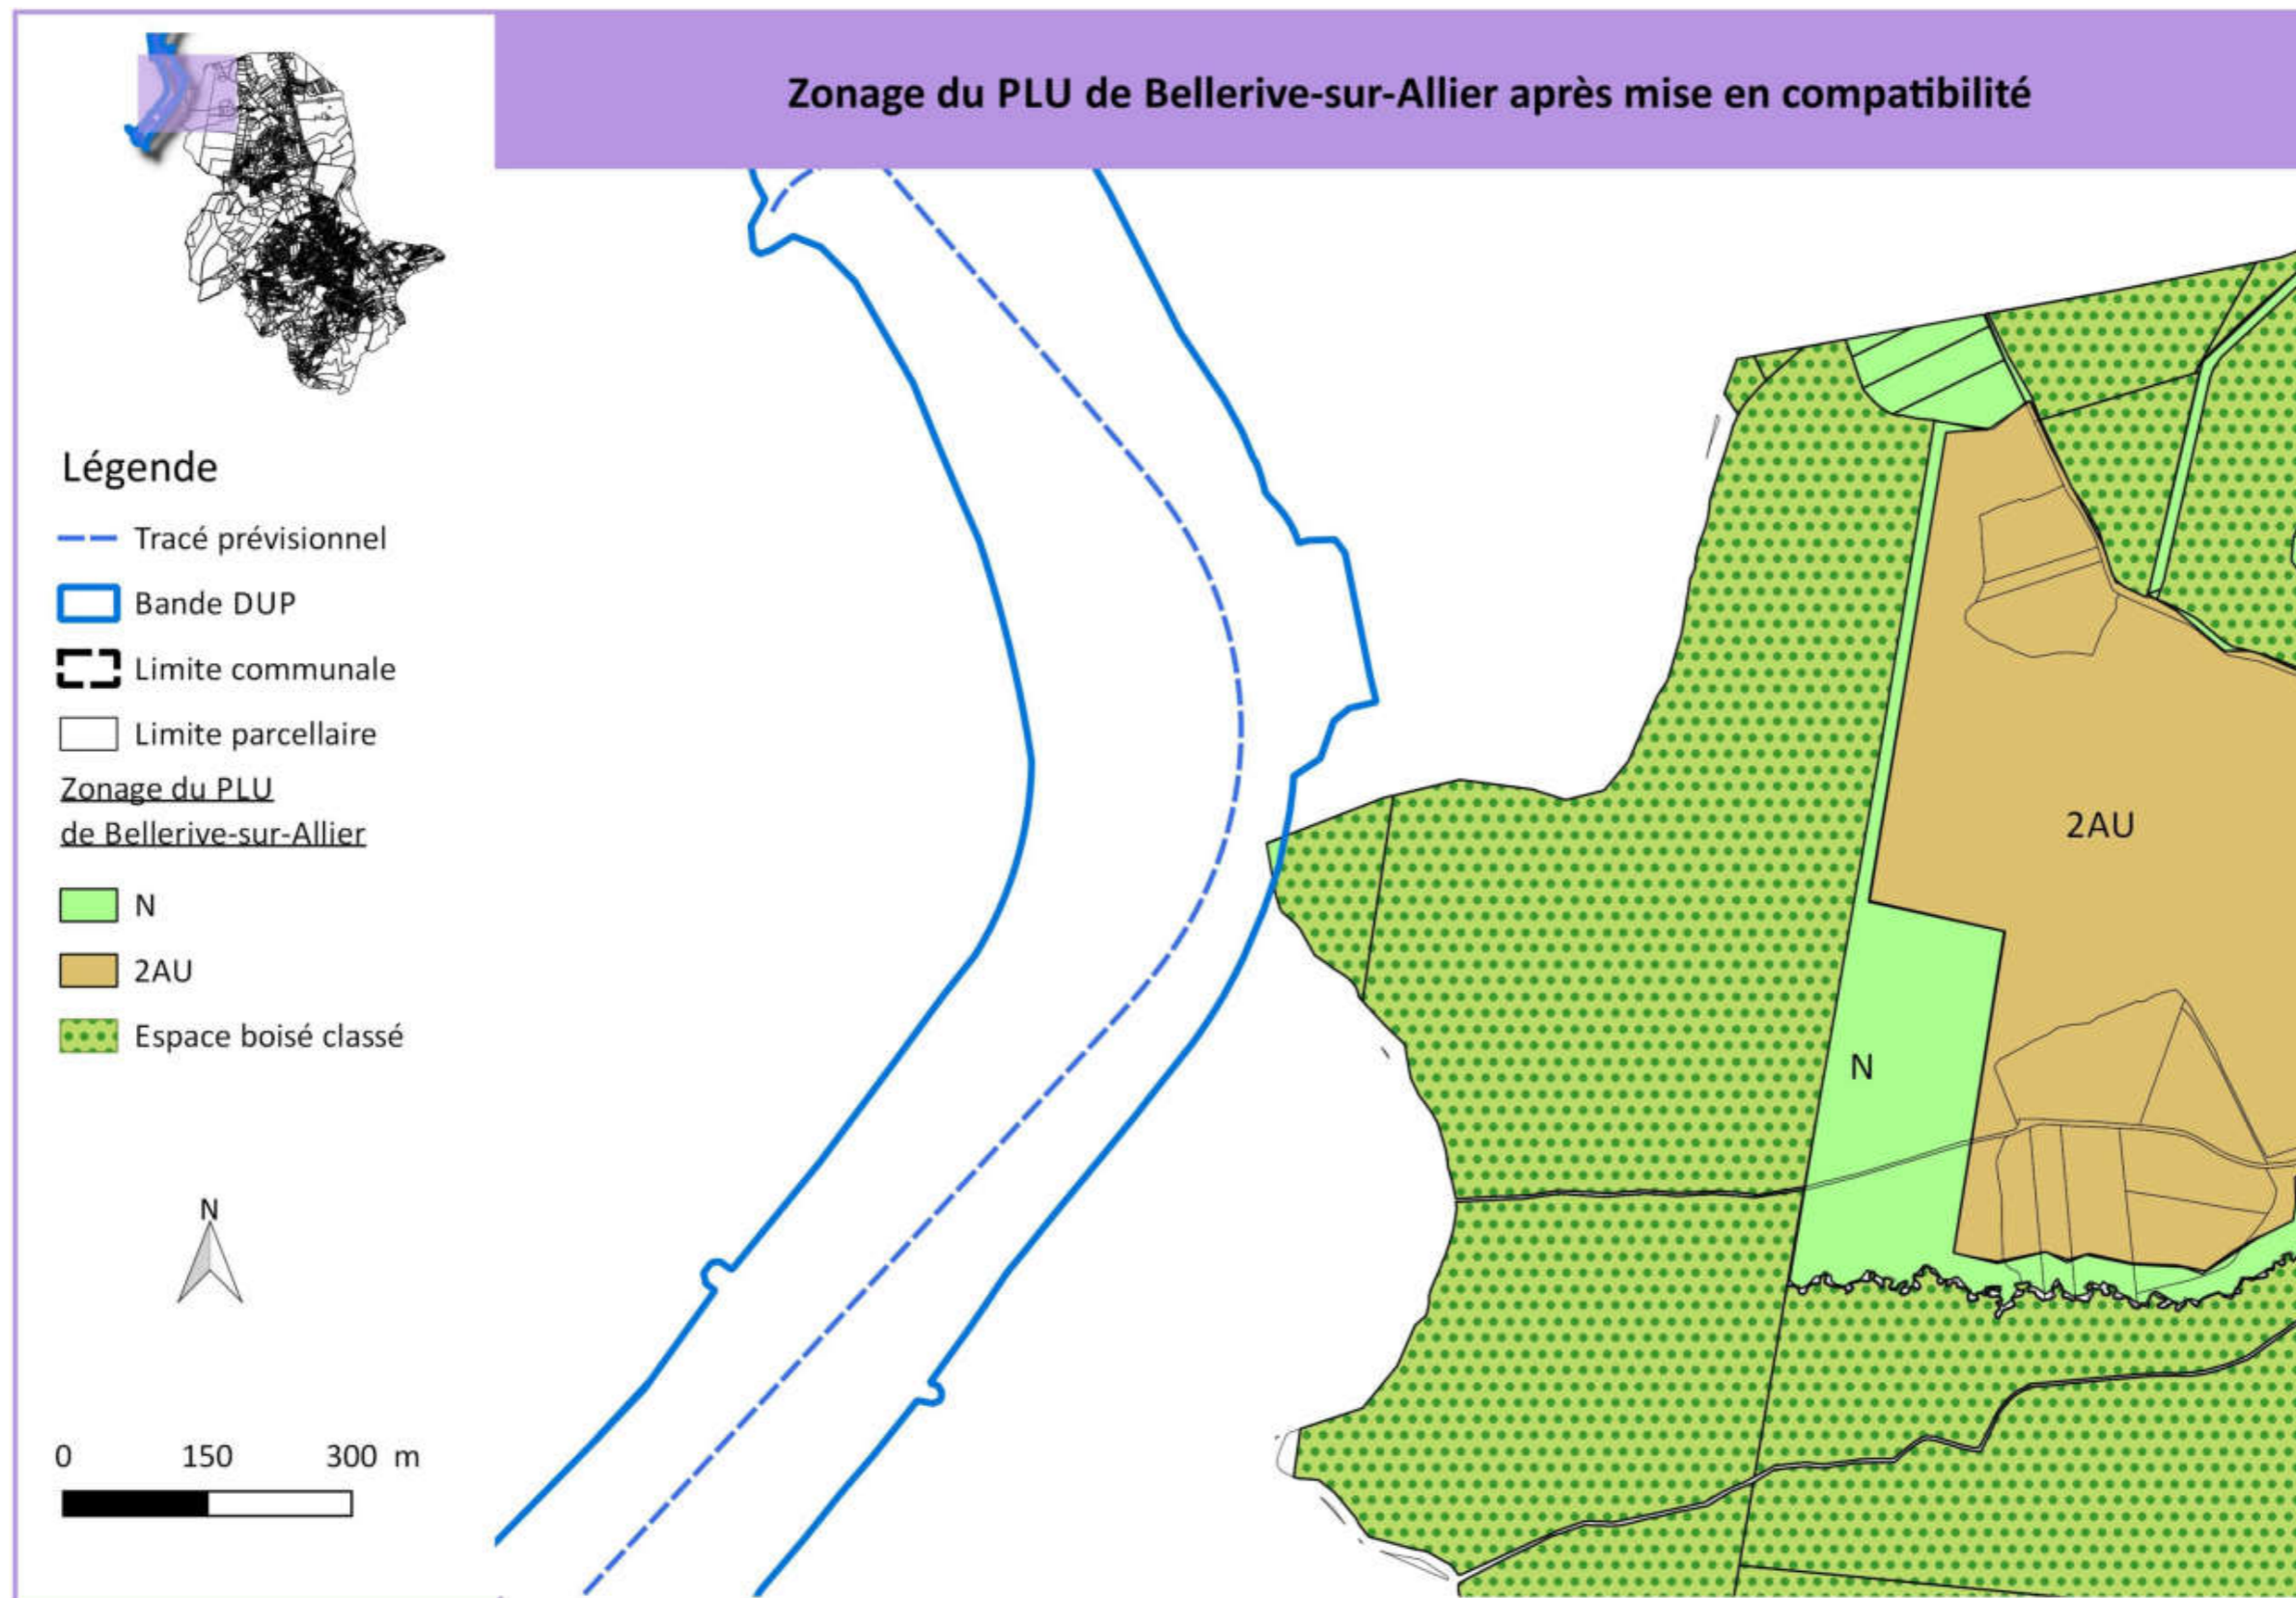 Zonage du PLU de Bellerive-sur-Allier après mise en compatibilité
Légende
Tracé prévisionnel
Bande DUP
Limite communale
Limite parcellaire
Zonage du PLU
de Bellerive-sur-Allier
N
2AU
Espace boisé classé
N
0 150 300 m
2AU
N